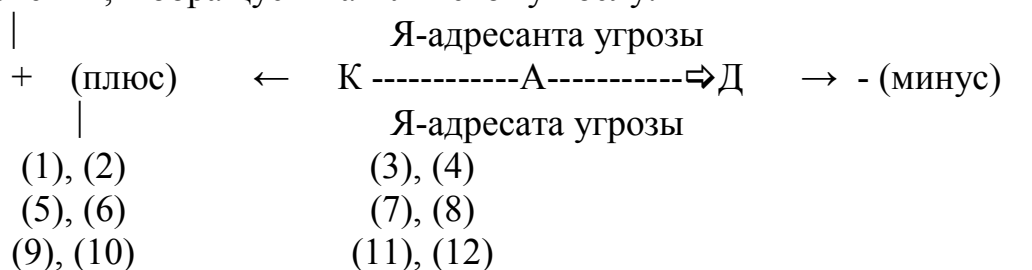 Я-адресанта угрозы
+ (плюс) ← К ------------А-----------⇨Д → - (минус)
Я-адресата угрозы
(1), (2) (3), (4)
(5), (6) (7), (8)
(9), (10) (11), (12)